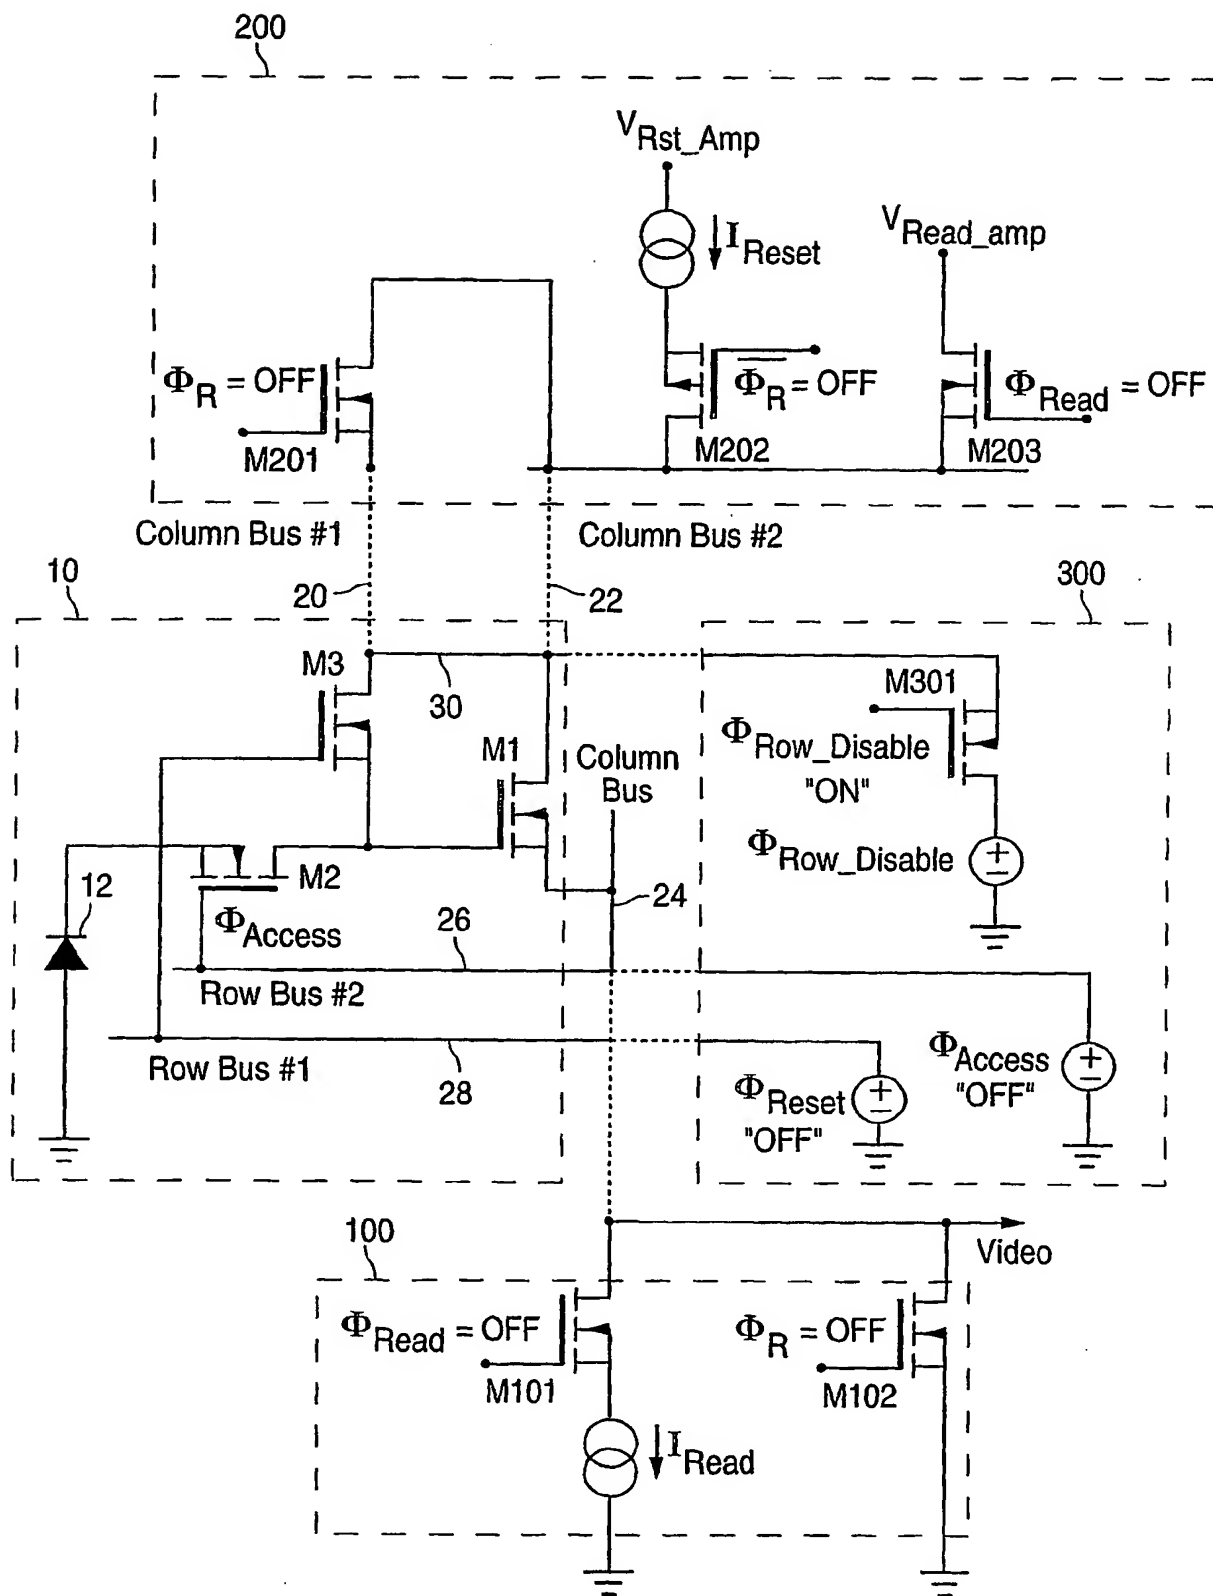 200
V_Rst_Amp
I_Reset
V_Read_amp
Φ_R = OFF
Φ̅_R̅ = OFF
Φ_Read = OFF
M201
M202
M203
Column Bus #1
Column Bus #2
10
20
22
300
M3
30
M301
M1
Column
Bus
Φ_Row_Disable
"ON"
Φ_Row_Disable
+
−
12
M2
Φ_Access
24
26
Row Bus #2
Row Bus #1
28
Φ_Reset
"OFF"
+
−
Φ_Access
"OFF"
+
−
100
Video
Φ_Read = OFF
Φ_R = OFF
M101
M102
I_Read